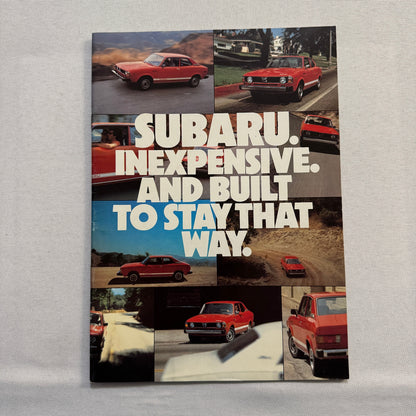 SUBARU.
INEXPENSIVE.
AND BUILT
TO STAY THAT
WAY.